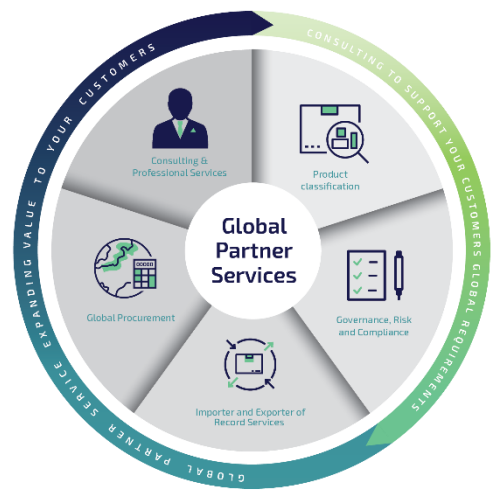 CONSULTING TO SUPPORT YOUR CUSTOMERS GLOBAL REQUIREMENTS
GLOBAL PARTNER SERVICE EXPANDING VALUE TO YOUR CUSTOMERS
Consulting &
Professional Services
Product
classification
Global
Partner
Services
Global Procurement
Governance, Risk
and Compliance
Importer and Exporter of
Record Services